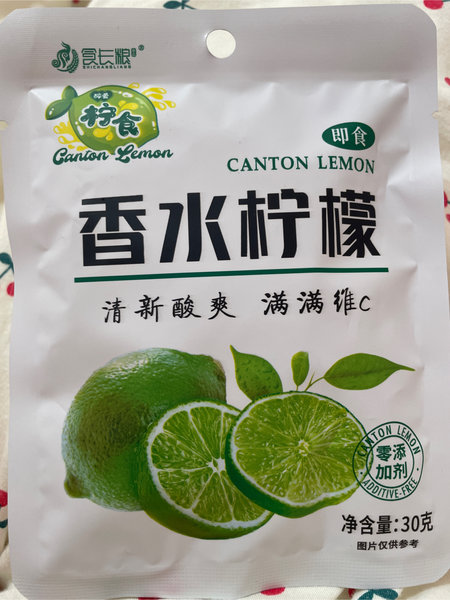 食长粮®
SHICHANGLIANG
柠食
Canton Lemon
即食
CANTON LEMON
香水柠檬
清新酸爽 满满维C
CANTON LEMON
零添
加剂
ADDITIVE-FREE
净含量:30克
图片仅供参考